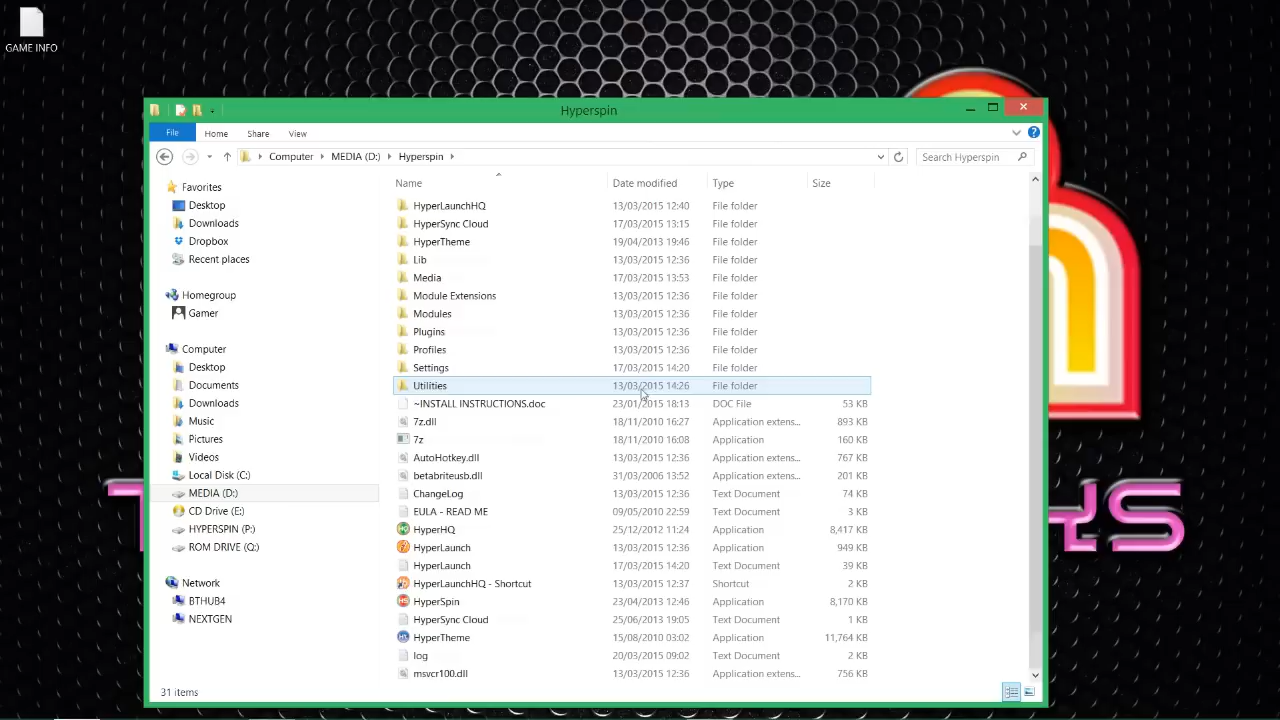 GAME INFO
Hyperspin
File Home Share View
Computer MEDIA (D:) Hyperspin Search Hyperspin
Name Date modified Type Size
Favorites
Desktop
Downloads
Dropbox
Recent places
Homegroup
Gamer
Computer
Desktop
Documents
Downloads
Music
Pictures
Videos
Local Disk (C:)
MEDIA (D:)
CD Drive (E:)
HYPERSPIN (P:)
ROM DRIVE (Q:)
Network
BTHUB4
NEXTGEN
HyperLaunchHQ 13/03/2015 12:40 File folder
HyperSync Cloud 17/03/2015 13:15 File folder
HyperTheme 19/04/2013 19:46 File folder
Lib 13/03/2015 12:36 File folder
Media 17/03/2015 13:53 File folder
Module Extensions 13/03/2015 12:36 File folder
Modules 13/03/2015 12:36 File folder
Plugins 13/03/2015 12:36 File folder
Profiles 13/03/2015 12:36 File folder
Settings 17/03/2015 14:20 File folder
Utilities 13/03/2015 14:26 File folder
~INSTALL INSTRUCTIONS.doc 23/01/2015 18:13 DOC File 53 KB
7z.dll 18/11/2010 16:27 Application extens... 893 KB
7z 18/11/2010 16:08 Application 160 KB
AutoHotkey.dll 13/03/2015 12:36 Application extens... 767 KB
betabriteusb.dll 31/03/2006 13:52 Application extens... 201 KB
ChangeLog 13/03/2015 12:36 Text Document 74 KB
EULA - READ ME 09/05/2010 22:59 Text Document 3 KB
HyperHQ 25/12/2012 11:24 Application 8,417 KB
HyperLaunch 13/03/2015 12:36 Application 949 KB
HyperLaunch 17/03/2015 14:20 Text Document 39 KB
HyperLaunchHQ - Shortcut 13/03/2015 12:37 Shortcut 2 KB
HyperSpin 23/04/2013 12:46 Application 8,170 KB
HyperSync Cloud 25/06/2013 19:05 Text Document 1 KB
HyperTheme 15/08/2010 03:02 Application 11,764 KB
log 20/03/2015 09:02 Text Document 2 KB
msvcr100.dll 13/03/2015 12:36 Application extens... 756 KB
31 items